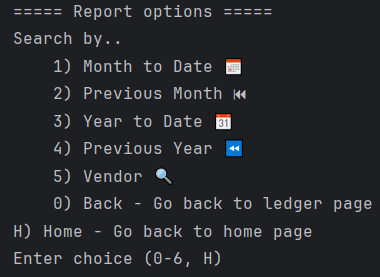 ===== Report options =====
Search by..
    1) Month to Date 📅
    2) Previous Month ⏮
    3) Year to Date 📅
    4) Previous Year ⏪
    5) Vendor 🔍
    0) Back - Go back to ledger page
H) Home - Go back to home page
Enter choice (0-6, H)